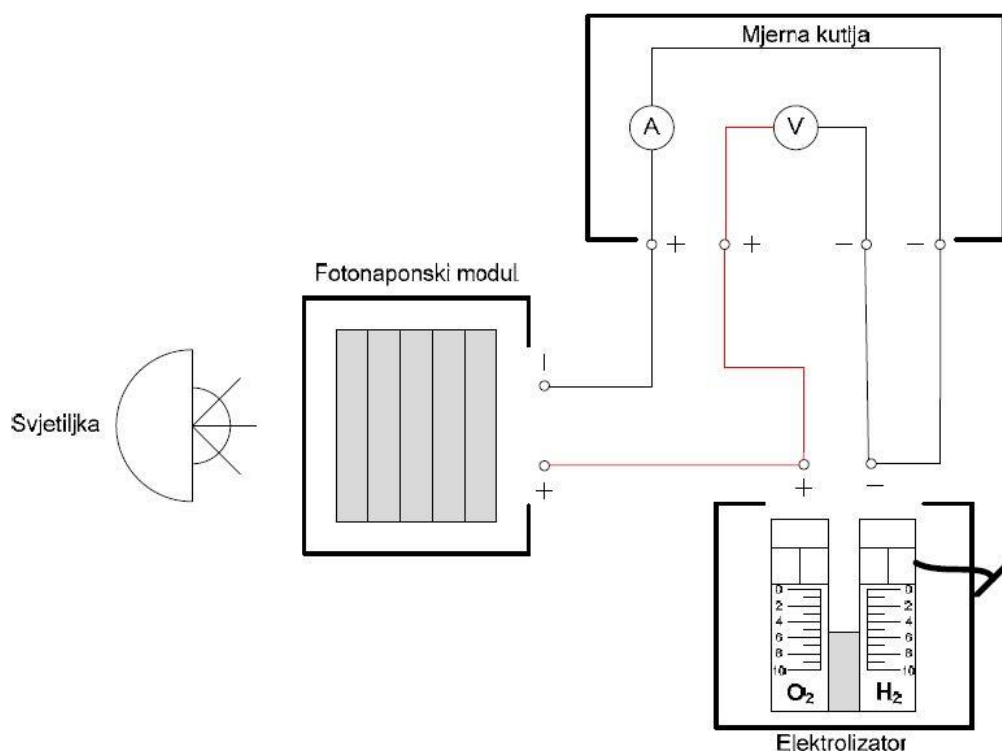 Mjerna kutija
A
V
+
+
−
−
Fotonaponski modul
−
+
Svjetiljka
+
−
0
2
4
6
8
10
O₂
0
2
4
6
8
10
H₂
Elektrolizator